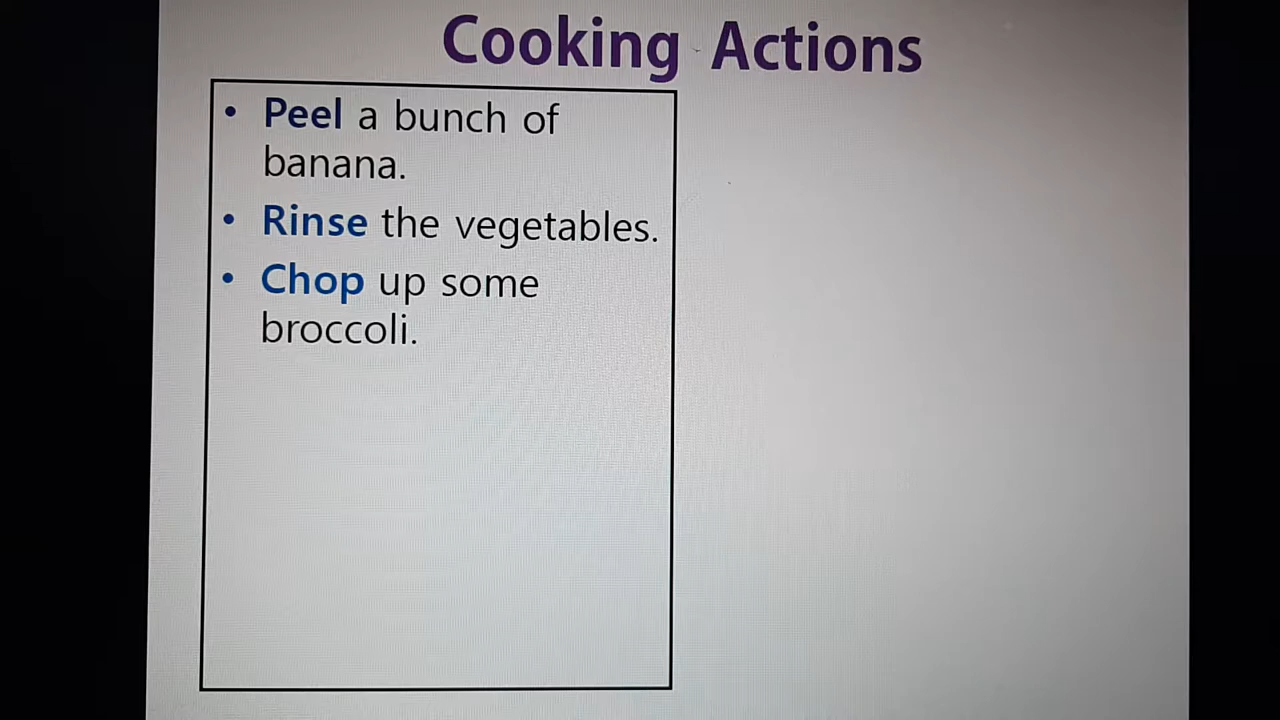 Cooking Actions
• Peel a bunch of
banana.
• Rinse the vegetables.
• Chop up some
broccoli.